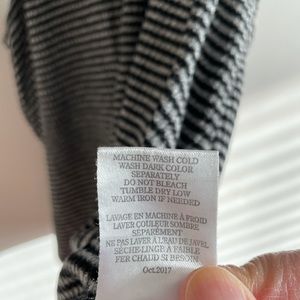 MACHINE WASH COLD
WASH DARK COLOR
SEPARATELY
DO NOT BLEACH
TUMBLE DRY LOW
WARM IRON IF NEEDED
LAVAGE EN MACHINE À FROID
LAVER COULEUR SOMBRE
SÉPARÉMENT
NE PAS LAVER À L'EAU DE JAVEL
SÉCHER LINGE À FAIBLE
FER CHAUD SI BESOIN
Oct.2017